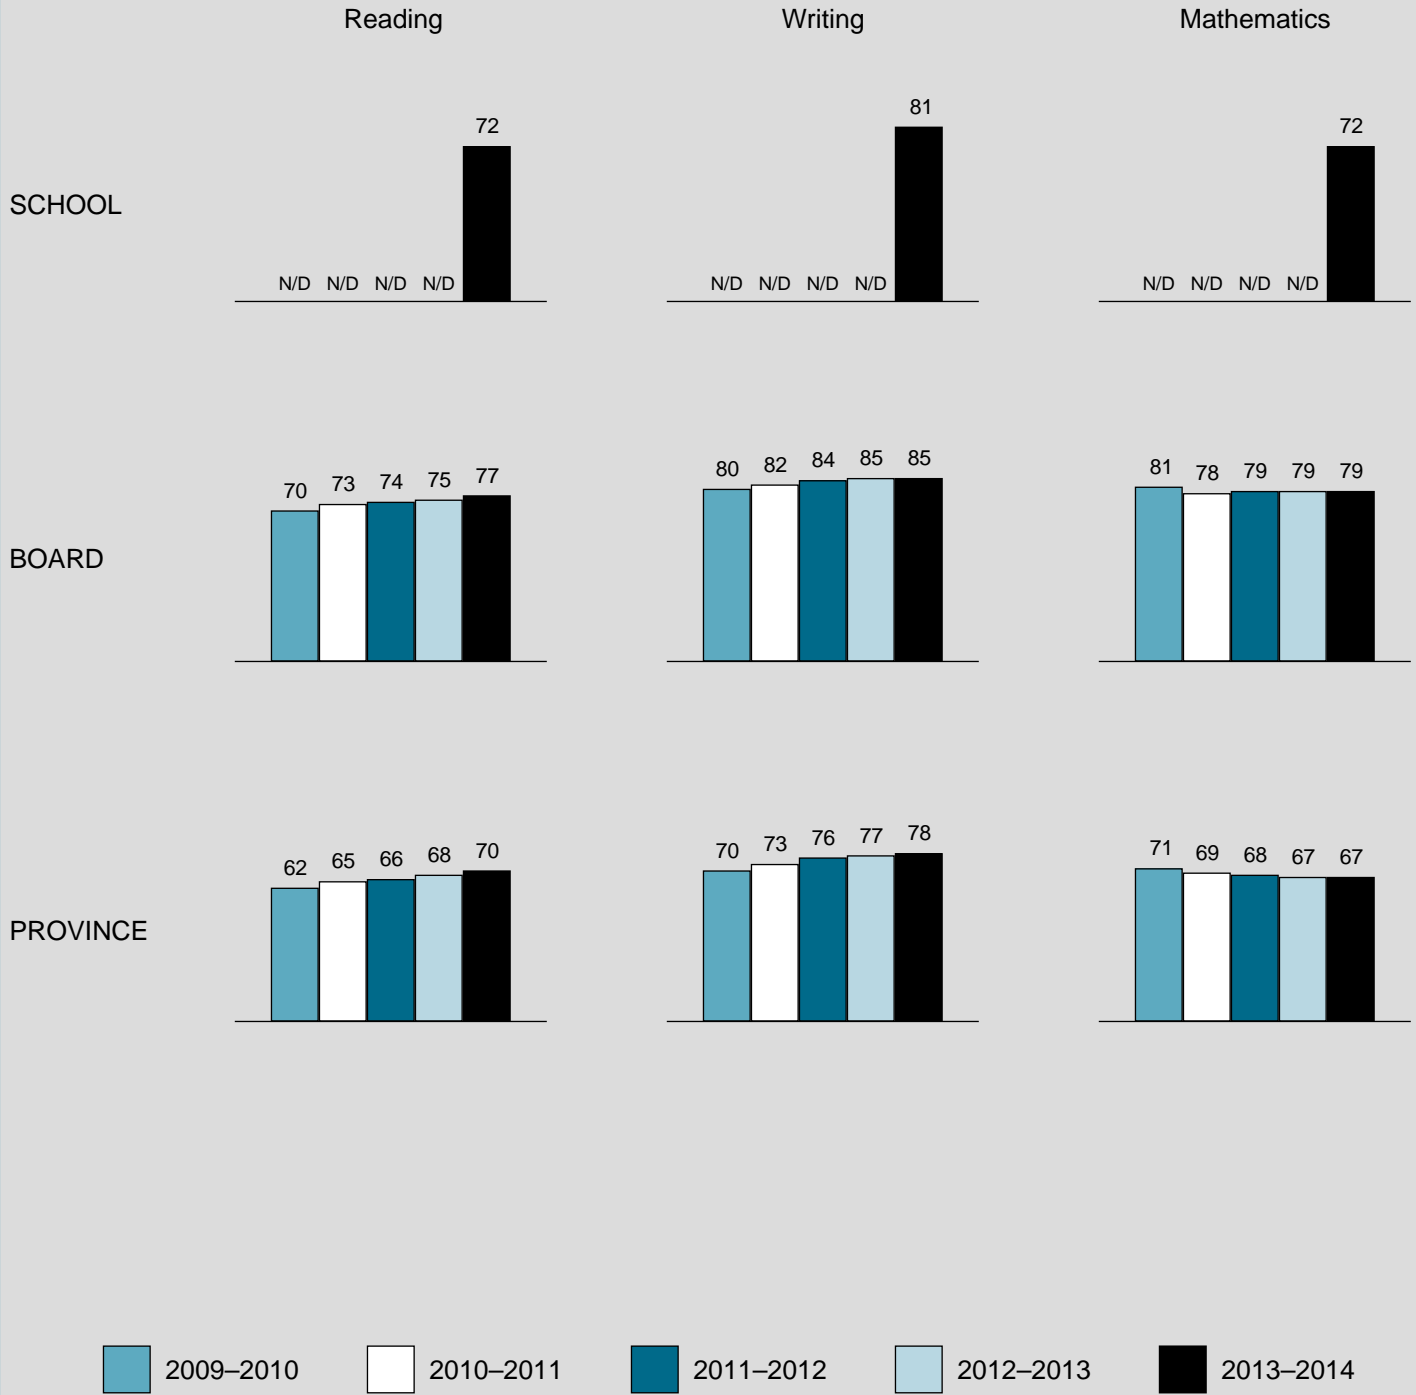 Reading Writing Mathematics
SCHOOL
72
N/D N/D N/D N/D
81
N/D N/D N/D N/D
72
N/D N/D N/D N/D
BOARD
70 73 74 75 77
80 82 84 85 85
81 78 79 79 79
PROVINCE
62 65 66 68 70
70 73 76 77 78
71 69 68 67 67
2009–2010 2010–2011 2011–2012 2012–2013 2013–2014